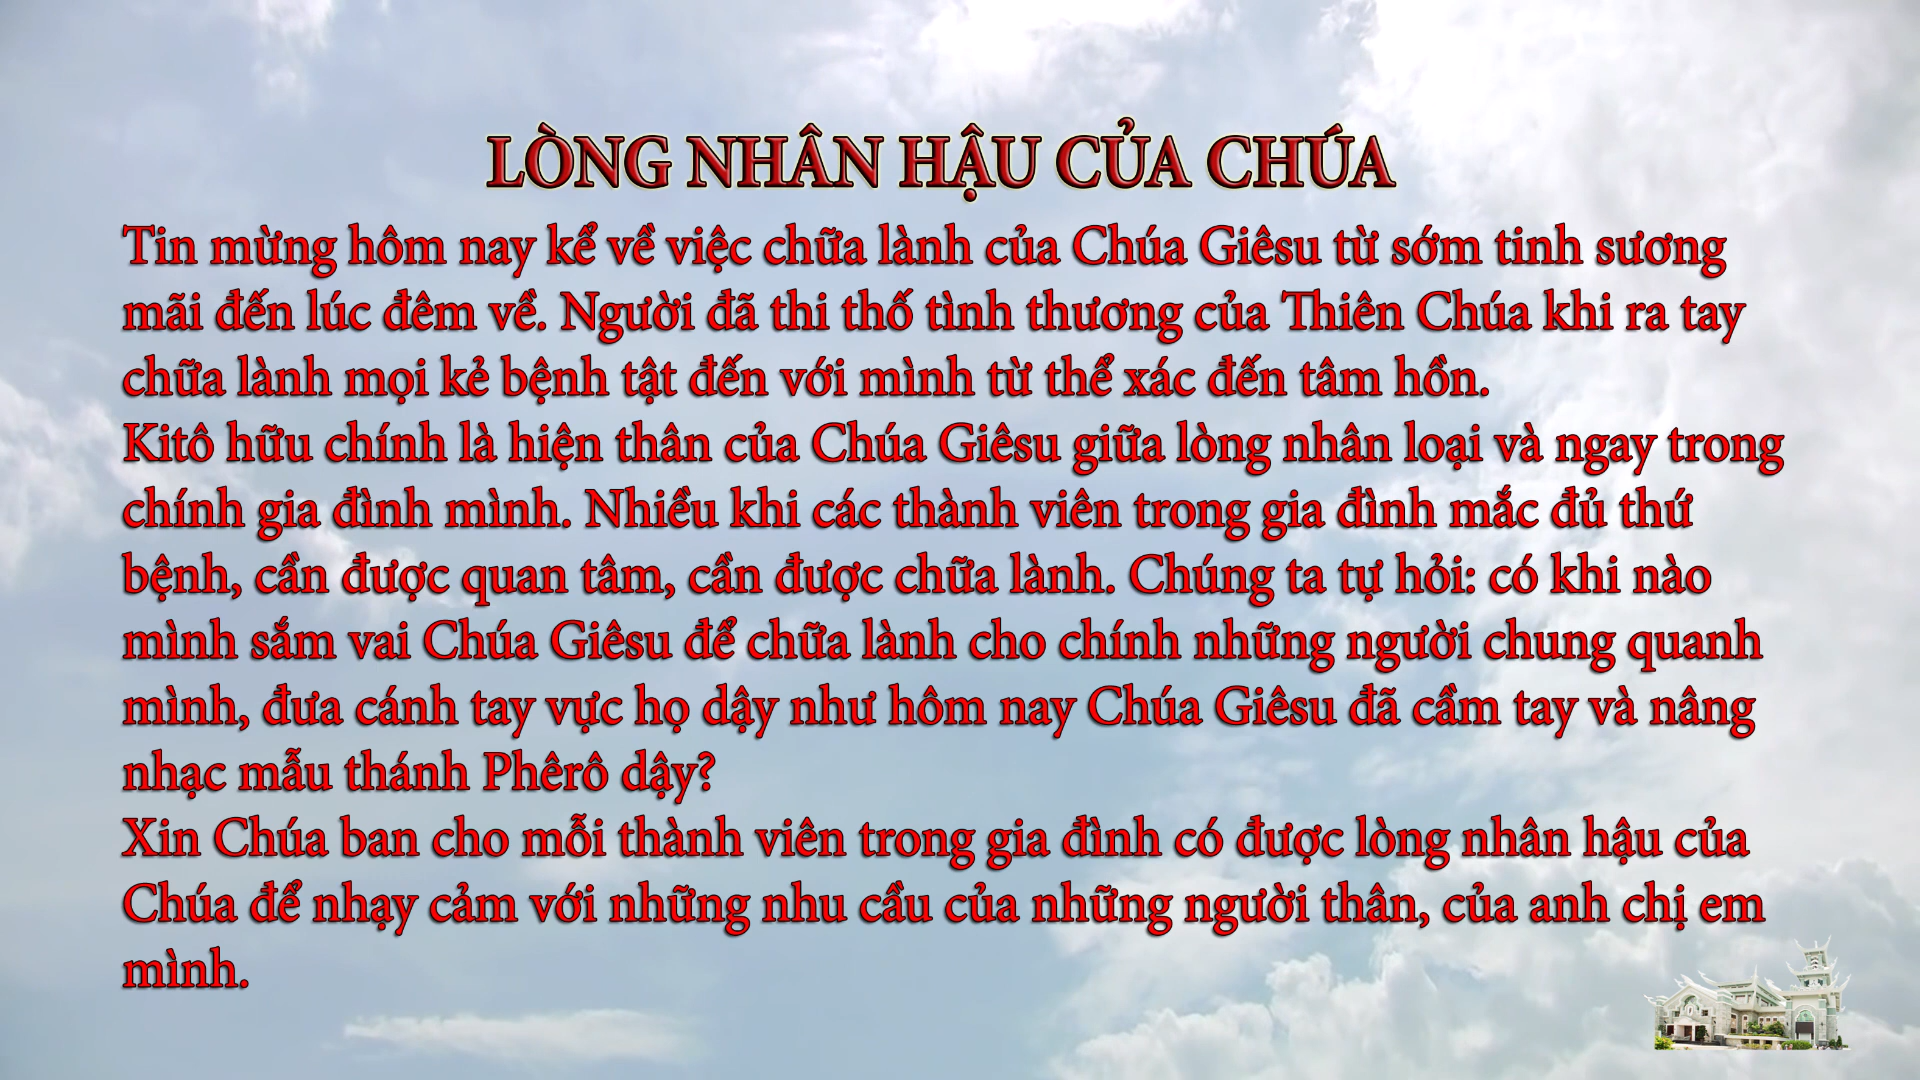 LÒNG NHÂN HẬU CỦA CHÚA
Tin mừng hôm nay kể về việc chữa lành của Chúa Giêsu từ sớm tinh sương
mãi đến lúc đêm về. Người đã thi thố tình thương của Thiên Chúa khi ra tay
chữa lành mọi kẻ bệnh tật đến với mình từ thể xác đến tâm hồn.
Kitô hữu chính là hiện thân của Chúa Giêsu giữa lòng nhân loại và ngay trong
chính gia đình mình. Nhiều khi các thành viên trong gia đình mắc đủ thứ
bệnh, cần được quan tâm, cần được chữa lành. Chúng ta tự hỏi: có khi nào
mình sắm vai Chúa Giêsu để chữa lành cho chính những người chung quanh
mình, đưa cánh tay vực họ dậy như hôm nay Chúa Giêsu đã cầm tay và nâng
nhạc mẫu thánh Phêrô dậy?
Xin Chúa ban cho mỗi thành viên trong gia đình có được lòng nhân hậu của
Chúa để nhạy cảm với những nhu cầu của những người thân, của anh chị em
mình.